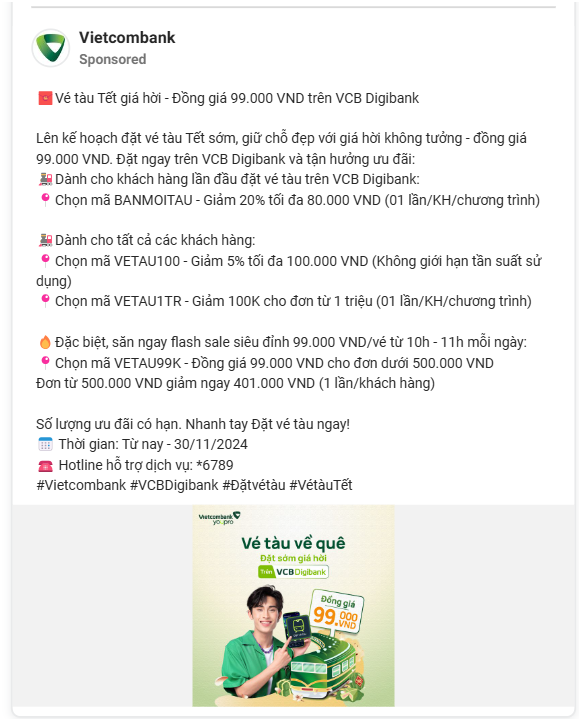 Vietcombank
Sponsored
🧧Vé tàu Tết giá hời - Đồng giá 99.000 VND trên VCB Digibank
Lên kế hoạch đặt vé tàu Tết sớm, giữ chỗ đẹp với giá hời không tưởng - đồng giá
99.000 VND. Đặt ngay trên VCB Digibank và tận hưởng ưu đãi:
🚂Dành cho khách hàng lần đầu đặt vé tàu trên VCB Digibank:
📍Chọn mã BANMOITAU - Giảm 20% tối đa 80.000 VND (01 lần/KH/chương trình)
🚂Dành cho tất cả các khách hàng:
📍Chọn mã VETAU100 - Giảm 5% tối đa 100.000 VND (Không giới hạn tần suất sử
dụng)
📍Chọn mã VETAU1TR - Giảm 100K cho đơn từ 1 triệu (01 lần/KH/chương trình)
🔥Đặc biệt, săn ngay flash sale siêu đỉnh 99.000 VND/vé từ 10h - 11h mỗi ngày:
📍Chọn mã VETAU99K - Đồng giá 99.000 VND cho đơn dưới 500.000 VND
Đơn từ 500.000 VND giảm ngay 401.000 VND (1 lần/khách hàng)
Số lượng ưu đãi có hạn. Nhanh tay Đặt vé tàu ngay!
📅 Thời gian: Từ nay - 30/11/2024
☎️ Hotline hỗ trợ dịch vụ: *6789
#Vietcombank #VCBDigibank #Đặtvétàu #VétàuTết
Vietcombank
you.pro
Vé tàu về quê
Đặt sớm giá hời
Trên VCB Digibank
Đồng giá
99.000
VND